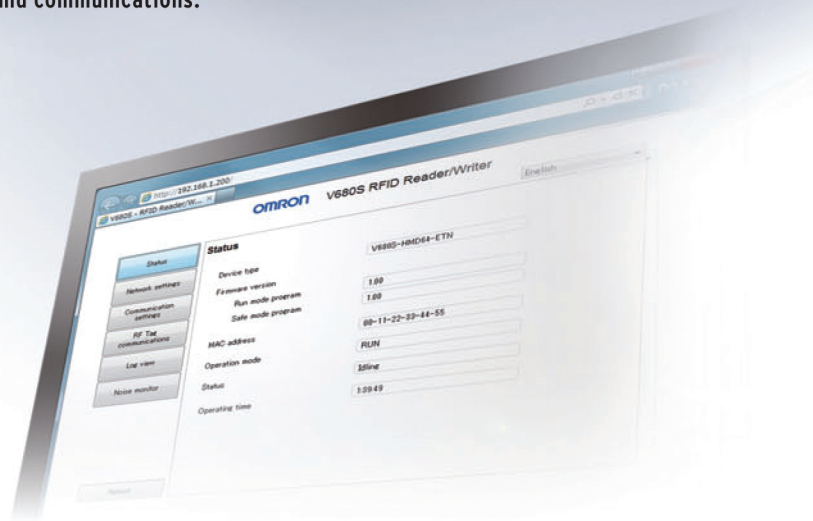 and communications.
http://192.168.1.200/
V680S - RFID Reader/W...
OMRON V680S RFID Reader/Writer
English
Status
Network settings
Communication
settings
RF Tag
communications
Log view
Noise monitor
Status
Device type V680S-HMD64-ETN
Firmware version
Run mode program 1.00
Safe mode program 1.00
MAC address 00-11-22-33-44-55
Operation mode RUN
Status Idling
Operating time